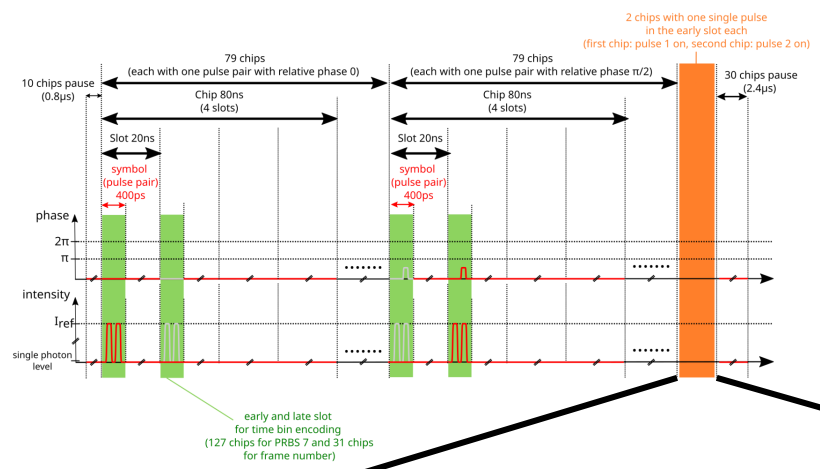 2 chips with one single pulse
in the early slot each
(first chip: pulse 1 on, second chip: pulse 2 on)
79 chips
(each with one pulse pair with relative phase 0)
79 chips
(each with one pulse pair with relative phase π/2)
10 chips pause
(0.8µs)
30 chips pause
(2.4µs)
Chip 80ns
(4 slots)
Chip 80ns
(4 slots)
Slot 20ns
Slot 20ns
symbol
(pulse pair)
400ps
symbol
(pulse pair)
400ps
phase
2π
π
intensity
Iref
single photon
level
early and late slot
for time bin encoding
(127 chips for PRBS 7 and 31 chips
for frame number)